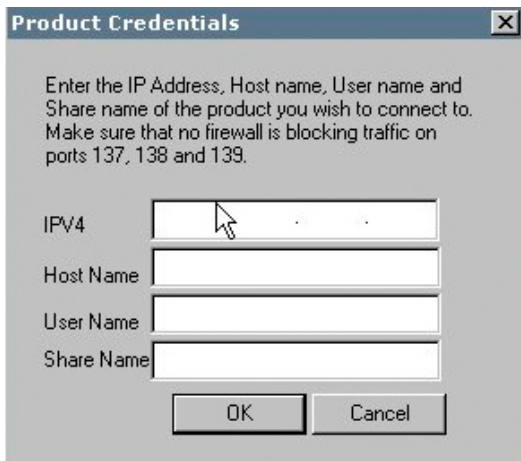 Product Credentials
Enter the IP Address, Host name, User name and
Share name of the product you wish to connect to.
Make sure that no firewall is blocking traffic on
ports 137, 138 and 139.
IPV4
Host Name
User Name
Share Name
OK Cancel